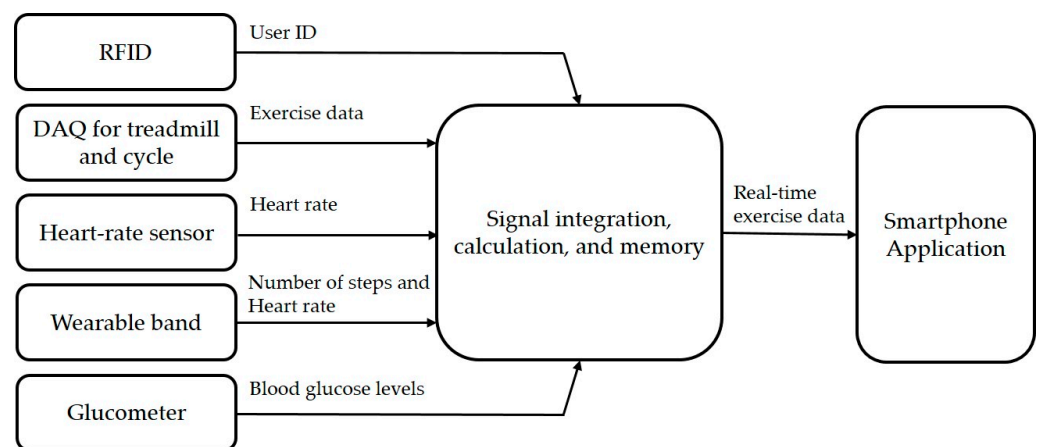 RFID
User ID
DAQ for treadmill
and cycle
Exercise data
Heart-rate sensor
Heart rate
Wearable band
Number of steps and
Heart rate
Glucometer
Blood glucose levels
Signal integration,
calculation, and memory
Real-time
exercise data
Smartphone
Application